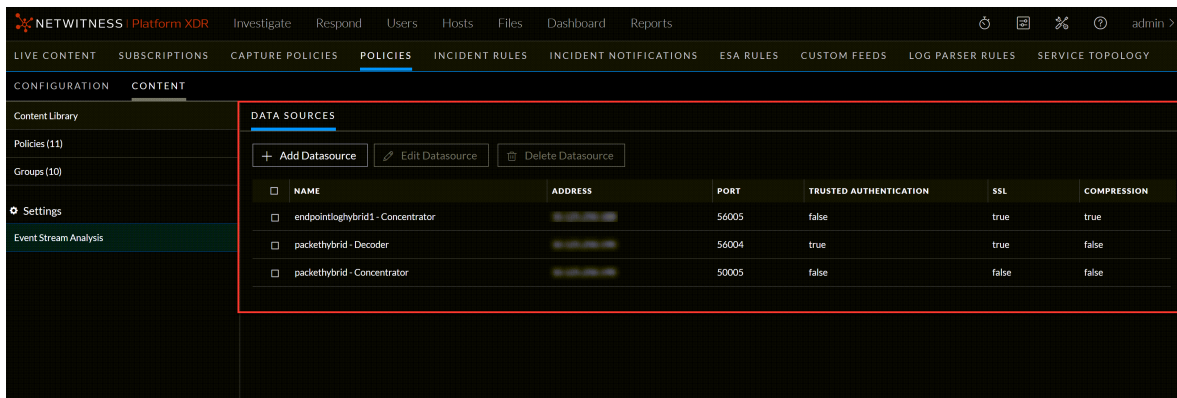 NETWITNESS Platform XDR Investigate Respond Users Hosts Files Dashboard Reports admin >
LIVE CONTENT SUBSCRIPTIONS CAPTURE POLICIES POLICIES INCIDENT RULES INCIDENT NOTIFICATIONS ESA RULES CUSTOM FEEDS LOG PARSER RULES SERVICE TOPOLOGY
CONFIGURATION CONTENT
Content Library
Policies (11)
Groups (10)
Settings
Event Stream Analysis
DATA SOURCES
+ Add Datasource Edit Datasource Delete Datasource
NAME ADDRESS PORT TRUSTED AUTHENTICATION SSL COMPRESSION
endpointloghybrid1 - Concentrator 56005 false true true
packethybrid - Decoder 56004 true true false
packethybrid - Concentrator 50005 false false false